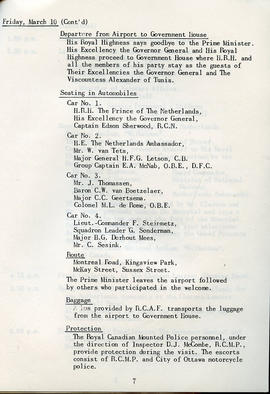 Friday, March 10 (Cont'd)
Departure from Airport to Government House
His Royal Highness says goodbye to the Prime Minister.
His Excellency the Governor General and His Royal
Highness proceed to Government House where H.R.H. and
all the members of his party stay as the guests of
Their Excellencies the Governor General and The
Viscountess Alexander of Tunis.
Seating in Automobiles
Car No. 1.
H.R.H. The Prince of The Netherlands,
His Excellency the Governor General,
Captain Edson Sherwood, R.C.N.
Car No. 2.
H.E. The Netherlands Ambassador,
Mr. W. van Tets,
Major General H.F.G. Letson, C.B.
Group Captain E.A. McNab, O.B.E., D.F.C.
Car No. 3.
Mr. J. Thomassen,
Baron C.W. van Boetzelaer,
Major C.C. Geertsema,
Colonel M.L. de Rome, O.B.E.
Car No. 4.
Lieut.-Commander F. Steinmetz,
Squadron Leader G. Sonderman,
Major B.G. Derhout Mees,
Mr. C. Sesink.
Route
Montreal Road, Kingsview Park,
McKay Street, Sussex Street.
The Prime Minister leaves the airport followed
by others who participated in the welcome.
Baggage
provided by R.C.A.F. transports the luggage
from the airport to Government House.
Protection
The Royal Canadian Mounted Police personnel, under
the direction of Inspector D.J. McCombe, R.C.M.P.,
provide protection during the visit. The escorts
consist of R.C.M.P. and City of Ottawa motorcycle
police.
7